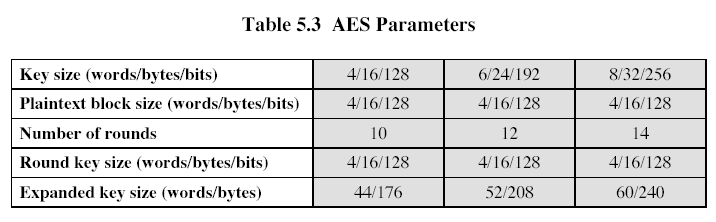 Table 5.3 AES Parameters
Key size (words/bytes/bits) 4/16/128 6/24/192 8/32/256
Plaintext block size (words/bytes/bits) 4/16/128 4/16/128 4/16/128
Number of rounds 10 12 14
Round key size (words/bytes/bits) 4/16/128 4/16/128 4/16/128
Expanded key size (words/bytes) 44/176 52/208 60/240